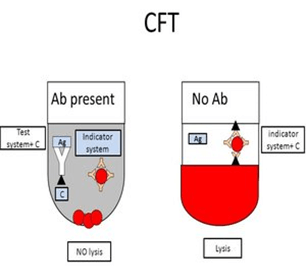 CFT
Ab present
No Ab
Test
system+ C
Ag
Indicator
system
C
Ag
indicator
system + C
NO lysis
Lysis